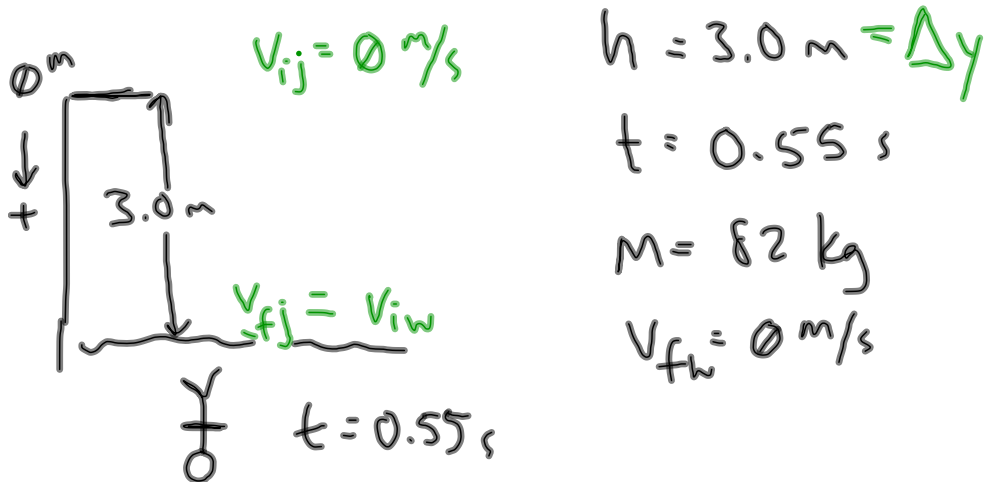 0 m
↓
+
v_ij = 0 m/s
3.0 m
v_fj = v_iw
t = 0.55 s
h = 3.0 m = Δy
t = 0.55 s
M = 82 kg
v_fw = 0 m/s